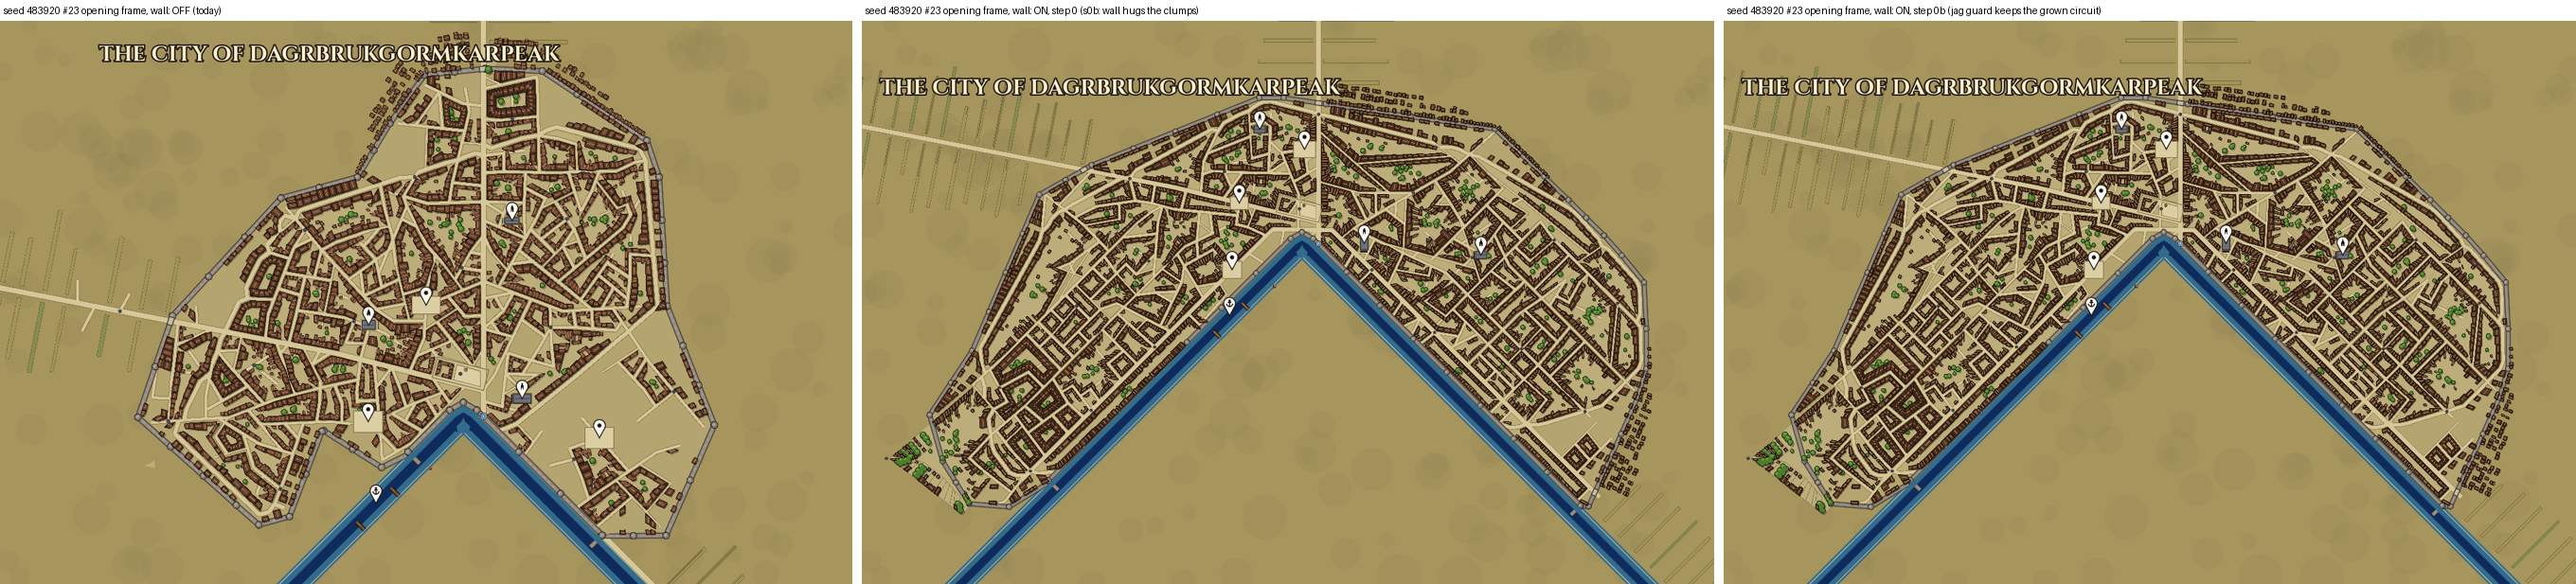 seed 483920 #23 opening frame, wall: OFF (today)
THE CITY OF DAGRBRUKGORMKARPEAK
seed 483920 #23 opening frame, wall: ON, step 0 (s0b: wall hugs the clumps)
THE CITY OF DAGRBRUKGORMKARPEAK
seed 483920 #23 opening frame, wall: ON, step 0b (jag guard keeps the grown circuit)
THE CITY OF DAGRBRUKGORMKARPEAK